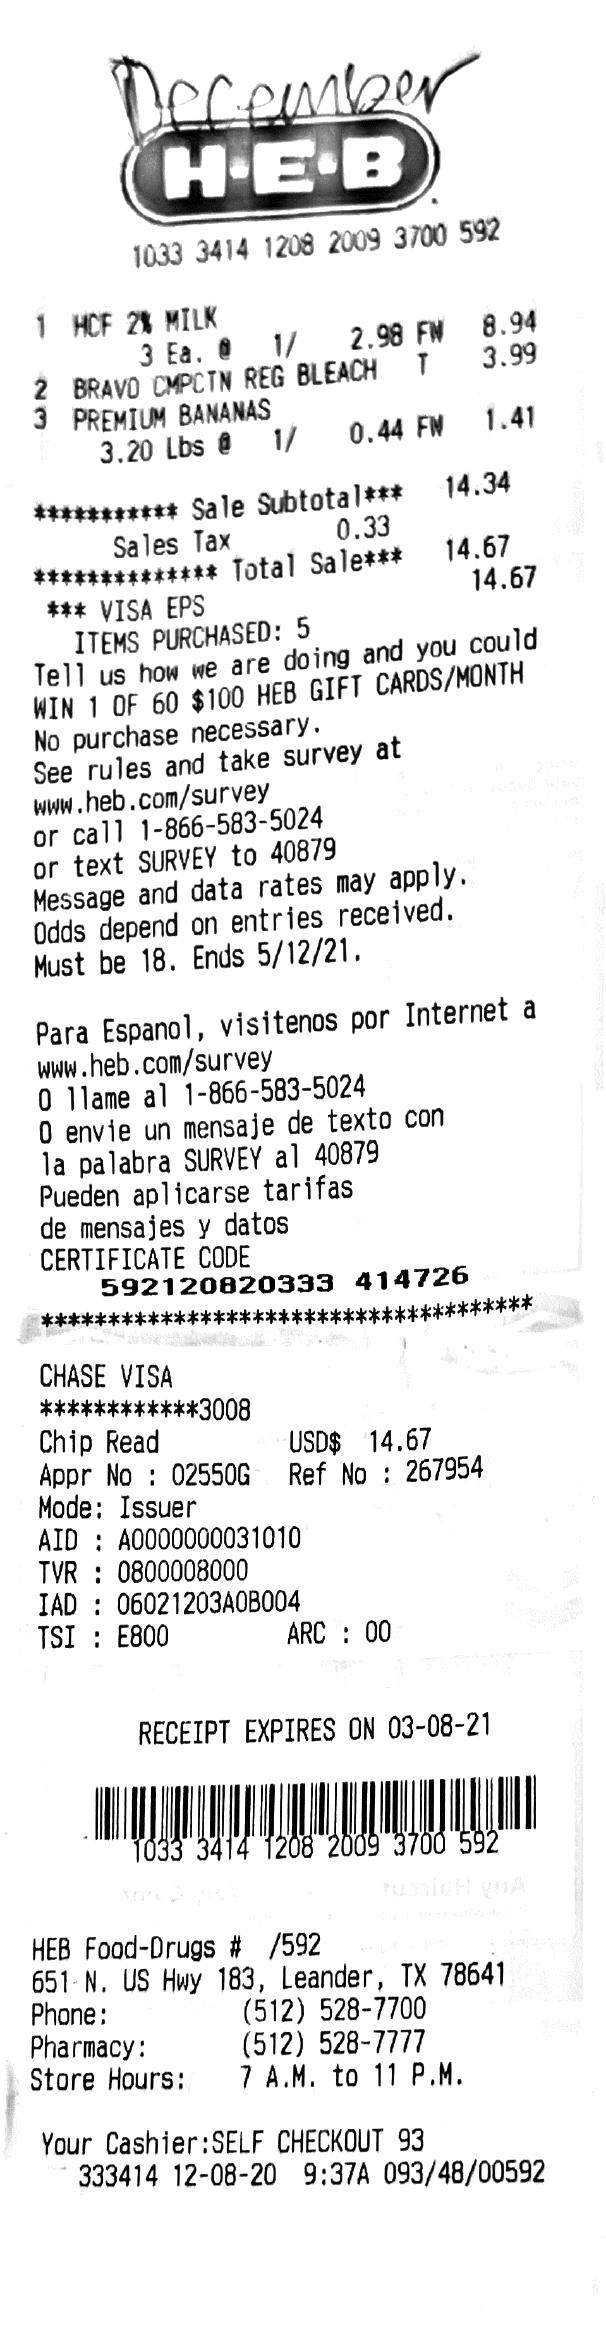 December
H-E-B
1033 3414 1208 2009 3700 592
1 HCF 2% MILK
3 Ea. @ 1/ 2.98 FW 8.94
2 BRAVO CMPCTN REG BLEACH T 3.99
3 PREMIUM BANANAS
3.20 Lbs @ 1/ 0.44 FW 1.41
*********** Sale Subtotal*** 14.34
Sales Tax 0.33
************** Total Sale*** 14.67
*** VISA EPS 14.67
ITEMS PURCHASED: 5
Tell us how we are doing and you could
WIN 1 OF 60 $100 HEB GIFT CARDS/MONTH
No purchase necessary.
See rules and take survey at
www.heb.com/survey
or call 1-866-583-5024
or text SURVEY to 40879
Message and data rates may apply.
Odds depend on entries received.
Must be 18. Ends 5/12/21.
Para Espanol, visitenos por Internet a
www.heb.com/survey
O llame al 1-866-583-5024
O envie un mensaje de texto con
la palabra SURVEY al 40879
Pueden aplicarse tarifas
de mensajes y datos
CERTIFICATE CODE
592120820333 414726
*************************************
CHASE VISA
************3008
Chip Read USD$ 14.67
Appr No : 02550G Ref No : 267954
Mode: Issuer
AID : A0000000031010
TVR : 0800008000
IAD : 06021203A0B004
TSI : E800 ARC : 00
RECEIPT EXPIRES ON 03-08-21
1033 3414 1208 2009 3700 592
HEB Food-Drugs # /592
651 N. US Hwy 183, Leander, TX 78641
Phone: (512) 528-7700
Pharmacy: (512) 528-7777
Store Hours: 7 A.M. to 11 P.M.
Your Cashier:SELF CHECKOUT 93
333414 12-08-20 9:37A 093/48/00592